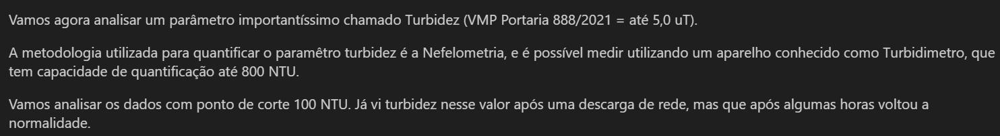 Vamos agora analisar um parâmetro importantíssimo chamado Turbidez (VMP Portaria 888/2021 = até 5,0 uT).
A metodologia utilizada para quantificar o paramêtro turbidez é a Nefelometria, e é possível medir utilizando um aparelho conhecido como Turbidimetro, que
tem capacidade de quantificação até 800 NTU.
Vamos analisar os dados com ponto de corte 100 NTU. Já vi turbidez nesse valor após uma descarga de rede, mas que após algumas horas voltou a
normalidade.